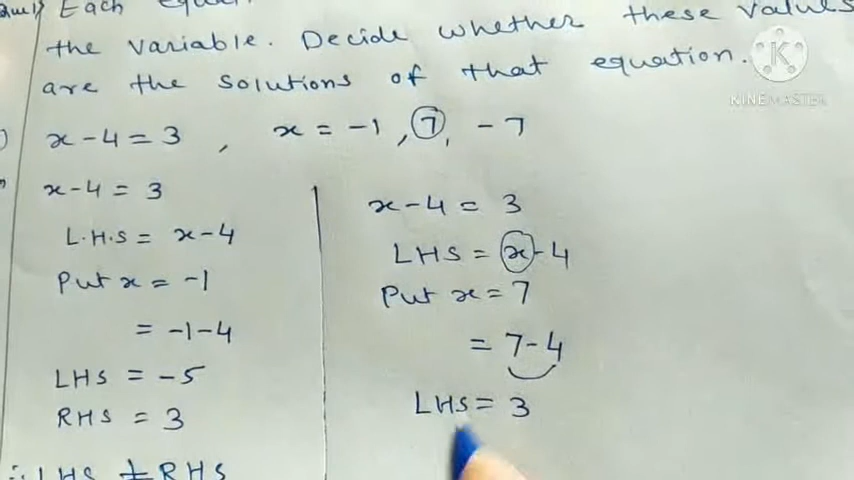 Each
the variable. Decide whether these values
are the solutions of that equation.
KINEMASTER
x-4=3, x=-1, 7, -7
x-4=3
L.H.S = x-4
Put x = -1
= -1-4
LHS = -5
RHS = 3
∴ LHS ≠ RHS
x-4 = 3
LHS = x-4
Put x = 7
= 7-4
LHS = 3